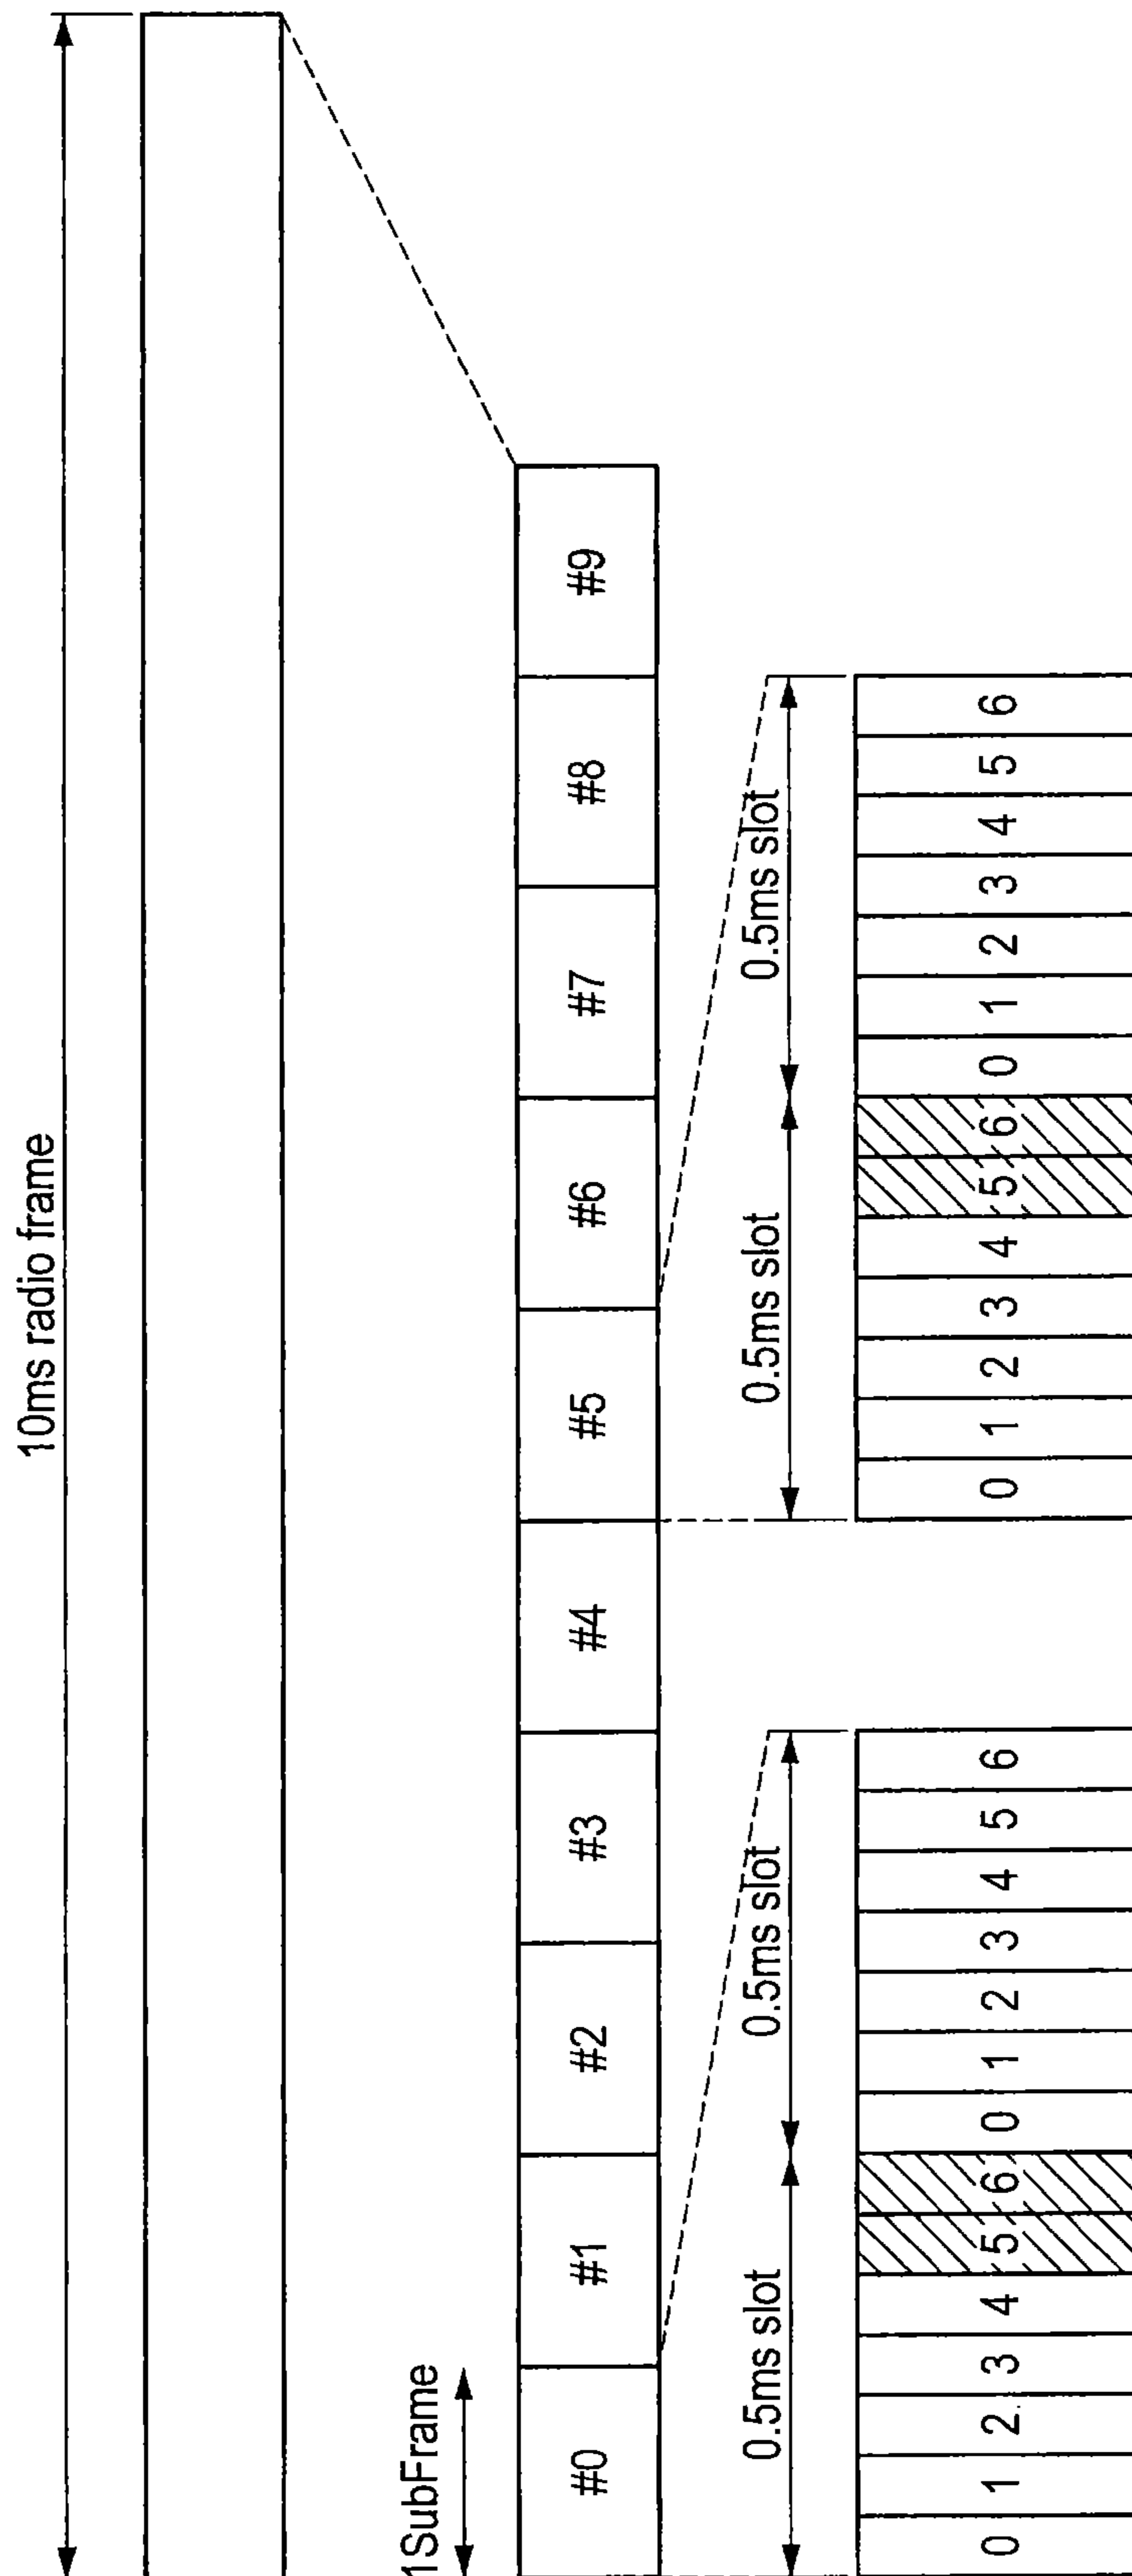 10ms radio frame
1SubFrame
#0 #1 #2 #3 #4 #5 #6 #7 #8 #9
0.5ms slot 0.5ms slot 0.5ms slot 0.5ms slot
0 1 2 3 4 5 6 0 1 2 3 4 5 6 0 1 2 3 4 5 6 0 1 2 3 4 5 6